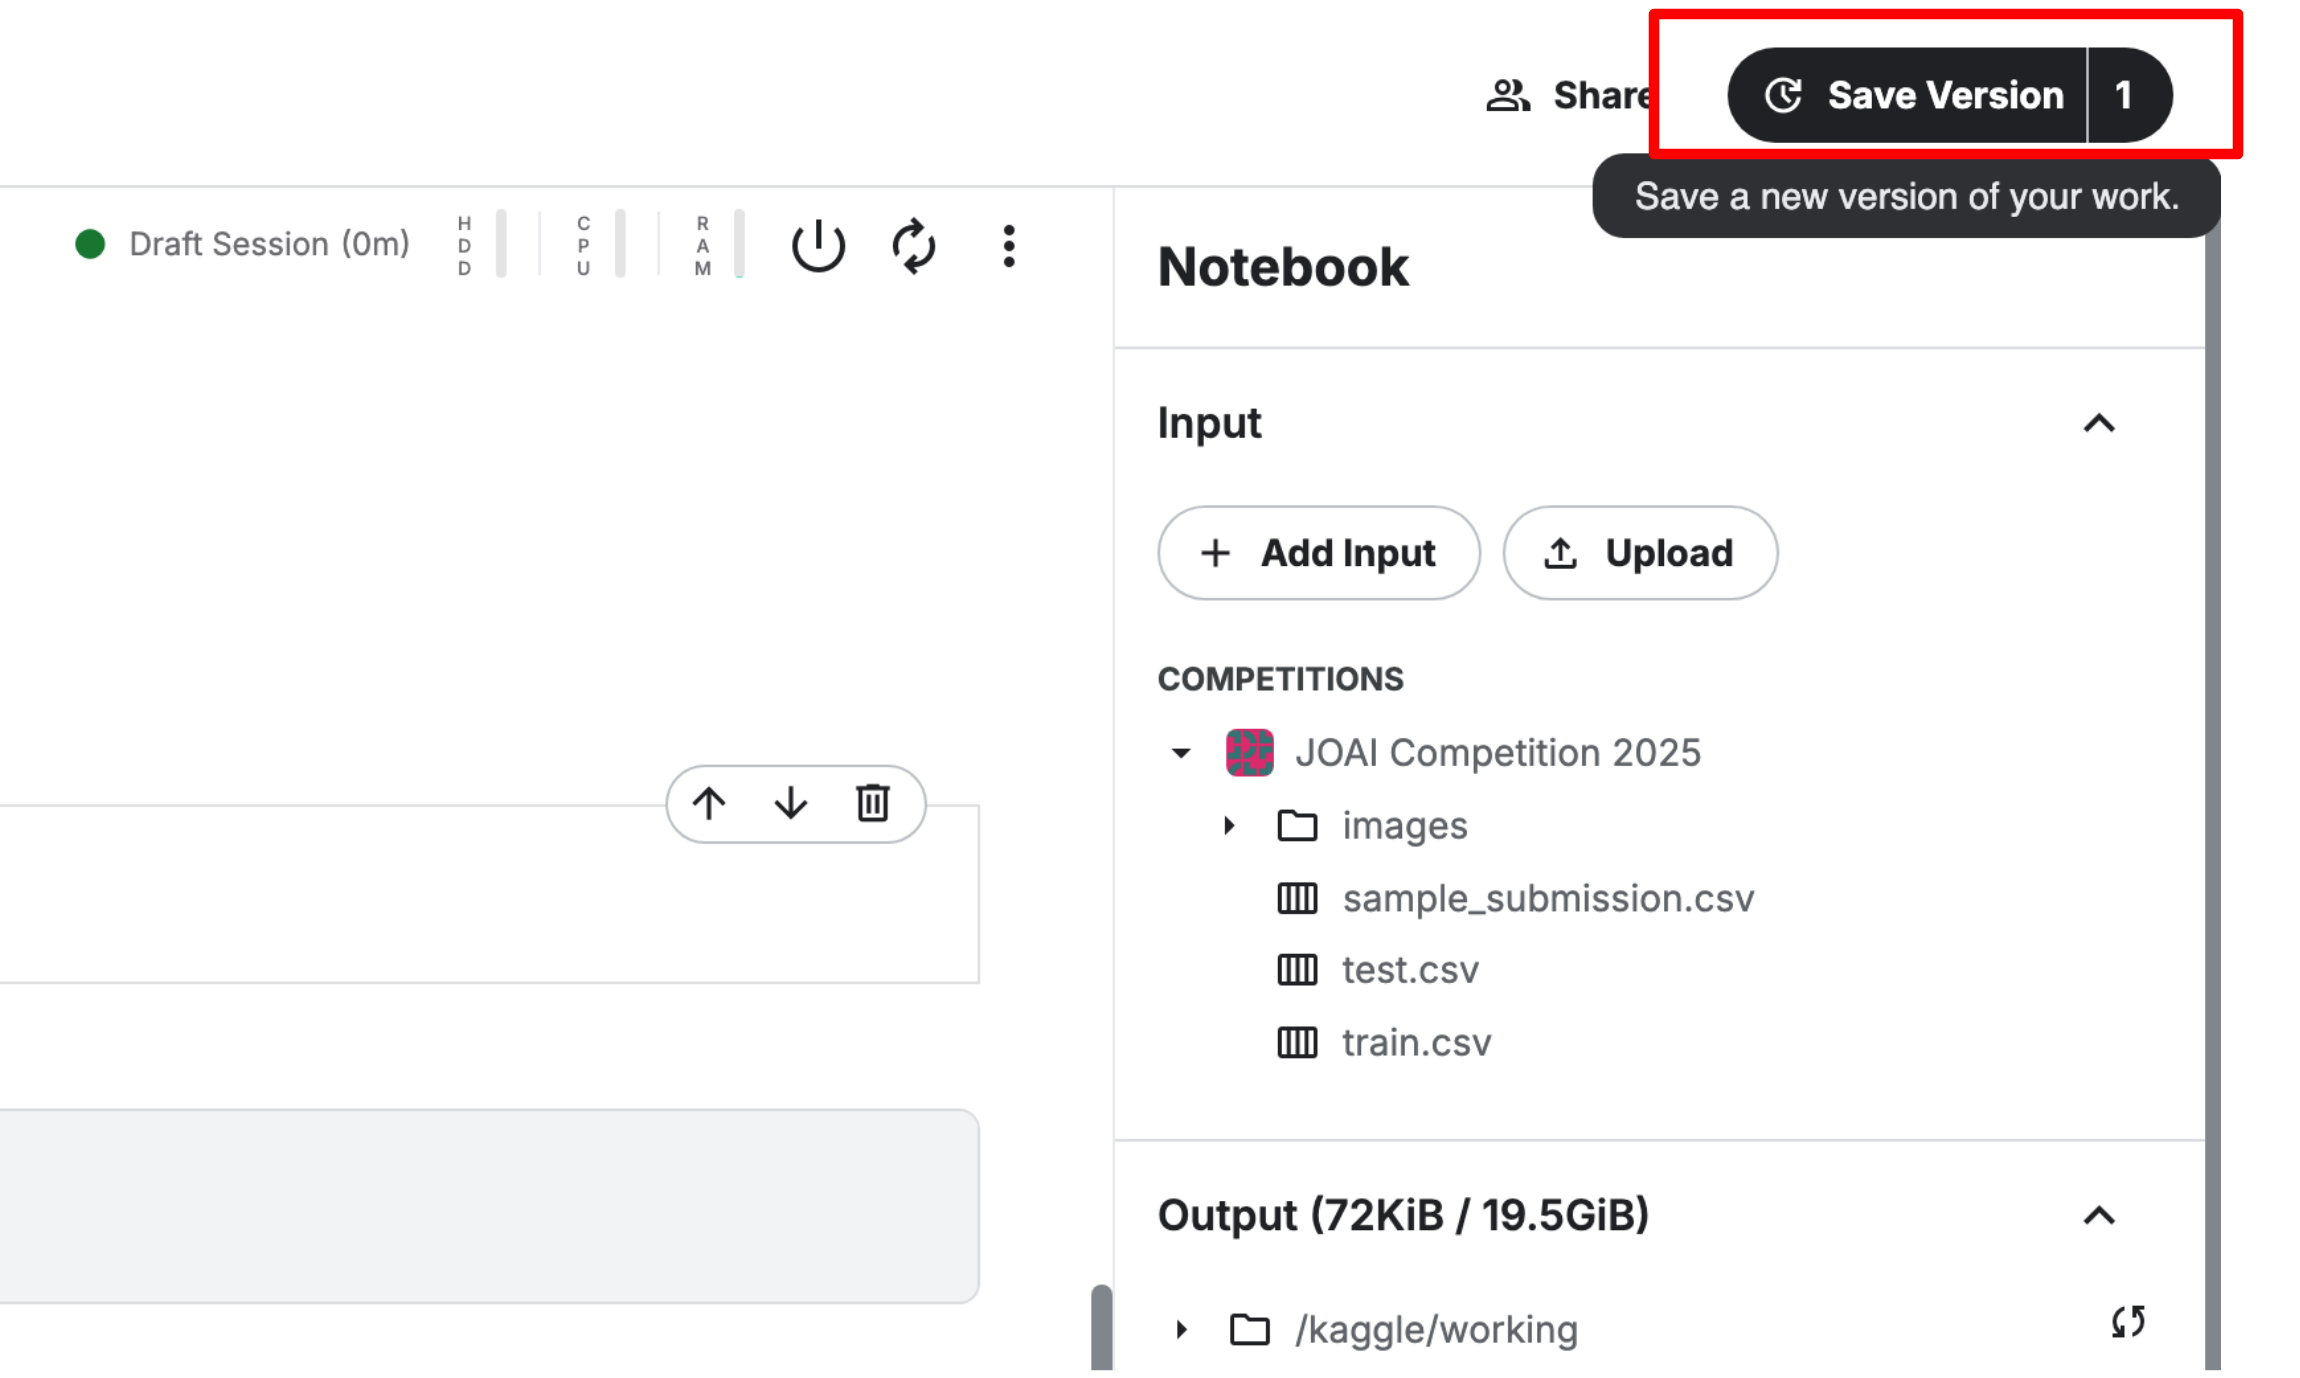 Share
Save Version
1
Save a new version of your work.
Draft Session (0m)
HDD
CPU
RAM
Notebook
Input
Add Input
Upload
COMPETITIONS
JOAI Competition 2025
images
sample_submission.csv
test.csv
train.csv
Output (72KiB / 19.5GiB)
/kaggle/working